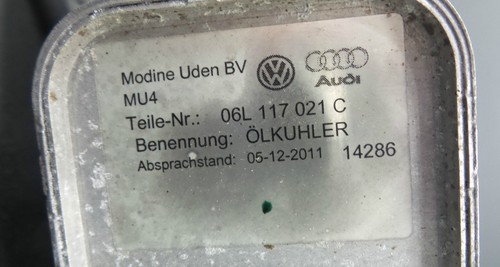 Modine Uden BV
MU4
Teile-Nr.: 06L 117 021 C
Benennung: ÖLKUHLER
Absprachstand: 05-12-2011 14286
Audi